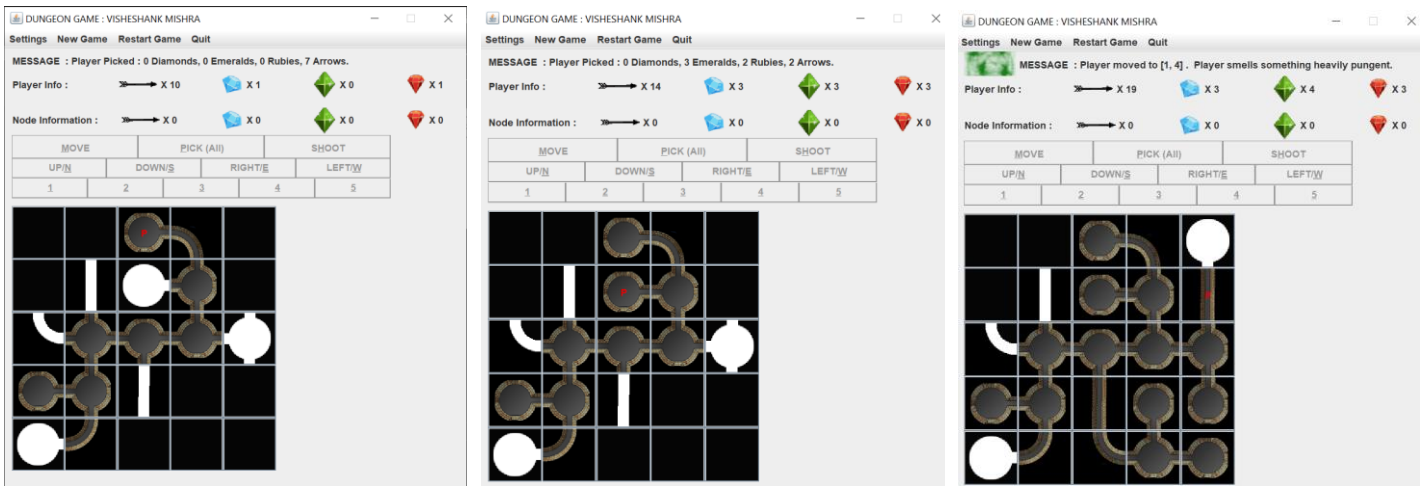 DUNGEON GAME : VISHESHANK MISHRA
Settings New Game Restart Game Quit
MESSAGE : Player Picked : 0 Diamonds, 0 Emeralds, 0 Rubies, 7 Arrows.
Player Info : X 10 X 1 X 0 X 1
Node Information : X 0 X 0 X 0 X 0
MOVE PICK (All) SHOOT
UP/N DOWN/S RIGHT/E LEFT/W
1 2 3 4 5
DUNGEON GAME : VISHESHANK MISHRA
Settings New Game Restart Game Quit
MESSAGE : Player Picked : 0 Diamonds, 3 Emeralds, 2 Rubies, 2 Arrows.
Player Info : X 14 X 3 X 3 X 3
Node Information : X 0 X 0 X 0 X 0
MOVE PICK (All) SHOOT
UP/N DOWN/S RIGHT/E LEFT/W
1 2 3 4 5
DUNGEON GAME : VISHESHANK MISHRA
Settings New Game Restart Game Quit
MESSAGE : Player moved to [1, 4] . Player smells something heavily pungent.
Player Info : X 19 X 3 X 4 X 3
Node Information : X 0 X 0 X 0 X 0
MOVE PICK (All) SHOOT
UP/N DOWN/S RIGHT/E LEFT/W
1 2 3 4 5